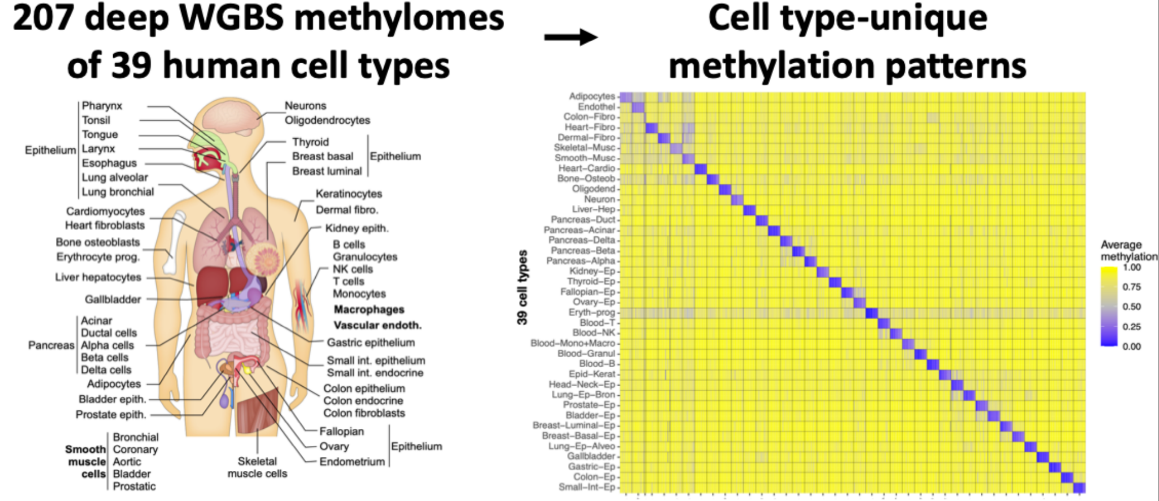 207 deep WGBS methylomes
of 39 human cell types
Cell type-unique
methylation patterns
Pharynx
Tonsil
Tongue
Larynx
Esophagus
Lung alveolar
Lung bronchial
Epithelium
Cardiomyocytes
Heart fibroblasts
Bone osteoblasts
Erythrocyte prog.
Liver hepatocytes
Gallbladder
Pancreas
Acinar
Ductal cells
Alpha cells
Beta cells
Delta cells
Adipocytes
Bladder epith.
Prostate epith.
Smooth
muscle
cells
Bronchial
Coronary
Aortic
Bladder
Prostatic
Neurons
Oligodendrocytes
Thyroid
Breast basal
Breast luminal
Epithelium
Keratinocytes
Dermal fibro.
Kidney epith.
B cells
Granulocytes
NK cells
T cells
Monocytes
Macrophages
Vascular endoth.
Gastric epithelium
Small int. epithelium
Small int. endocrine
Colon epithelium
Colon endocrine
Colon fibroblasts
Fallopian
Ovary
Endometrium
Epithelium
Skeletal
muscle cells
39 cell types
Adipocytes
Endothel
Colon-Fibro
Heart-Fibro
Dermal-Fibro
Skeletal-Musc
Smooth-Musc
Heart-Cardio
Bone-Osteob
Oligodend
Neuron
Liver-Hep
Pancreas-Duct
Pancreas-Acinar
Pancreas-Delta
Pancreas-Beta
Pancreas-Alpha
Kidney-Ep
Thyroid-Ep
Fallopian-Ep
Ovary-Ep
Eryth-prog
Blood-T
Blood-NK
Blood-Mono+Macro
Blood-Granul
Blood-B
Epid-Kerat
Head-Neck-Ep
Lung-Ep-Bron
Prostate-Ep
Bladder-Ep
Breast-Luminal-Ep
Breast-Basal-Ep
Lung-Ep-Alveo
Gallbladder
Gastric-Ep
Colon-Ep
Small-Int-Ep
Average
methylation
1.00
0.75
0.50
0.25
0.00